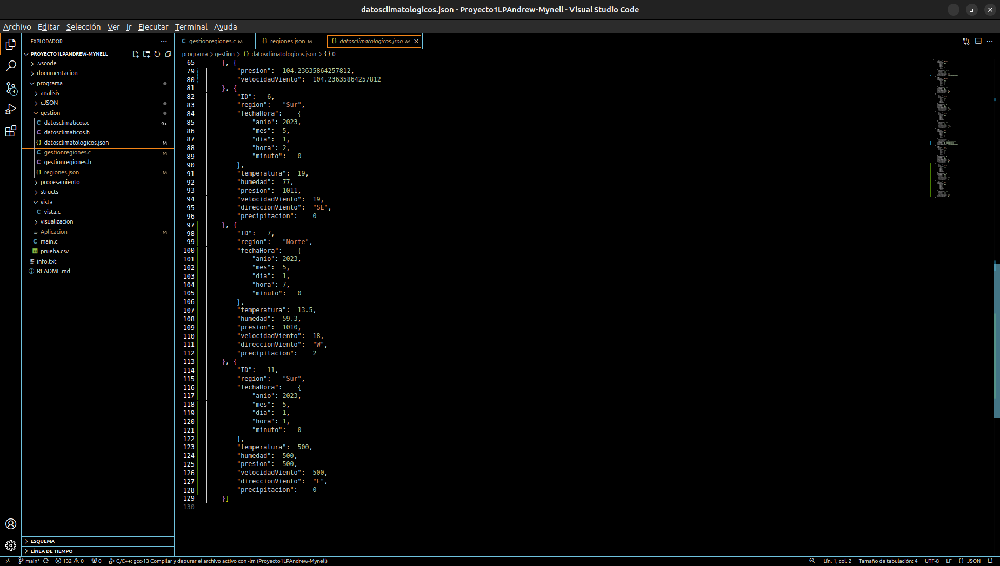 datosclimatologicos.json - Proyecto1LPAndrew-Mynell - Visual Studio Code
Archivo Editar Selección Ver Ir Ejecutar Terminal Ayuda
EXPLORADOR
PROYECTO1LPANDREW-MYNELL
.vscode
documentacion
programa
analisis
cJSON
gestion
datosclimaticos.c 9+
datosclimaticos.h
datosclimatologicos.json M
gestionregiones.c M
gestionregiones.h
regiones.json M
procesamiento
structs
vista
vista.c
visualizacion
Aplicacion M
main.c
prueba.csv
info.txt
README.md
ESQUEMA
LÍNEA DE TIEMPO
gestionregiones.c M regiones.json M datosclimatologicos.json M
programa > gestion > {} datosclimatologicos.json > {} 0
65 }, {
79 "presion": 104.23635864257812,
80 "velocidadViento": 104.23635864257812
81 }, {
82 "ID": 6,
83 "region": "Sur",
84 "fechaHora": {
85 "anio": 2023,
86 "mes": 5,
87 "dia": 1,
88 "hora": 2,
89 "minuto": 0
90 },
91 "temperatura": 19,
92 "humedad": 77,
93 "presion": 1011,
94 "velocidadViento": 19,
95 "direccionViento": "SE",
96 "precipitacion": 0
97 }, {
98 "ID": 7,
99 "region": "Norte",
100 "fechaHora": {
101 "anio": 2023,
102 "mes": 5,
103 "dia": 1,
104 "hora": 7,
105 "minuto": 0
106 },
107 "temperatura": 13.5,
108 "humedad": 59.3,
109 "presion": 1010,
110 "velocidadViento": 18,
111 "direccionViento": "W",
112 "precipitacion": 2
113 }, {
114 "ID": 11,
115 "region": "Sur",
116 "fechaHora": {
117 "anio": 2023,
118 "mes": 5,
119 "dia": 1,
120 "hora": 1,
121 "minuto": 0
122 },
123 "temperatura": 500,
124 "humedad": 500,
125 "presion": 500,
126 "velocidadViento": 500,
127 "direccionViento": "E",
128 "precipitacion": 0
129 }]
130
4
main* 132 0 0 C/C++: gcc-13 Compilar y depurar el archivo activo con -lm (Proyecto1LPAndrew-Mynell) Lín. 1, col. 2 Tamaño de tabulación: 4 UTF-8 LF {} JSON